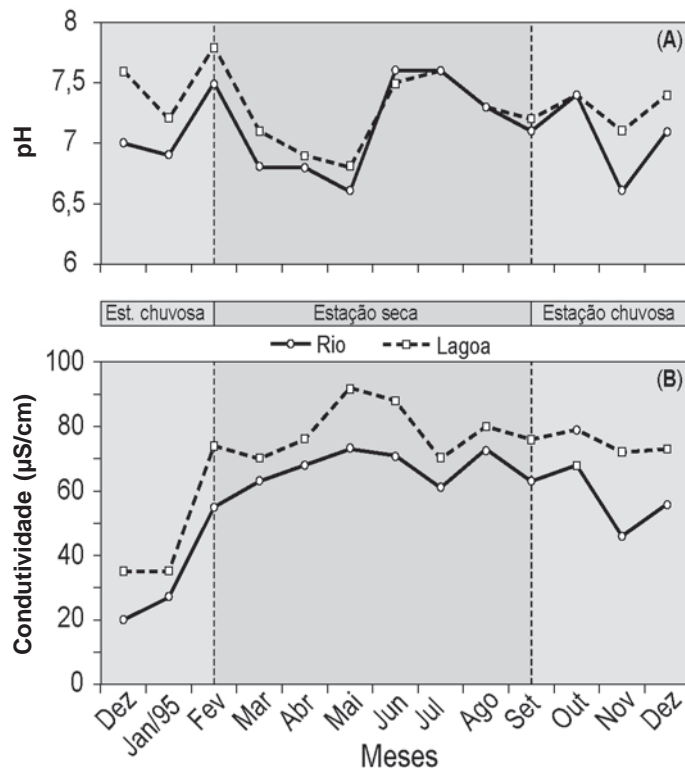 8
(A)
7,5
pH
7
6,5
6
Est. chuvosa
Estação seca
Estação chuvosa
Rio
Lagoa
100
(B)
80
Condutividade (µS/cm)
60
40
20
0
Dez
Jan/95
Fev
Mar
Abr
Mai
Jun
Jul
Ago
Set
Out
Nov
Dez
Meses